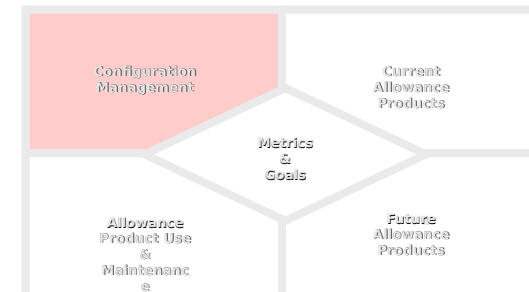 Configuration
Management
Current
Allowance
Products
Metrics
&
Goals
Allowance
Product Use
&
Maintenanc
e
Future
Allowance
Products